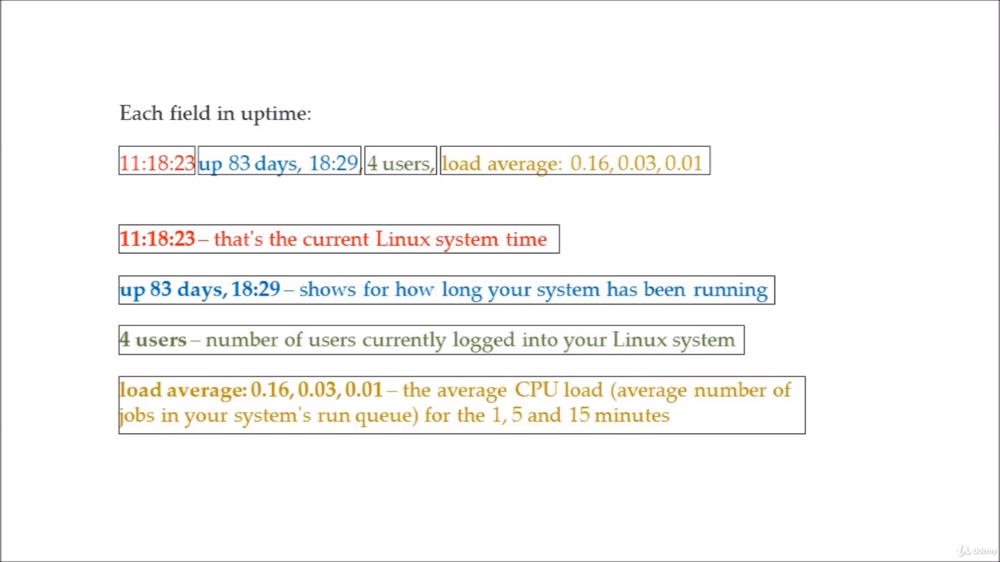 Each field in uptime:
11:18:23 up 83 days, 18:29, 4 users, load average: 0.16, 0.03, 0.01
11:18:23 – that's the current Linux system time
up 83 days, 18:29 – shows for how long your system has been running
4 users – number of users currently logged into your Linux system
load average: 0.16, 0.03, 0.01 – the average CPU load (average number of
jobs in your system's run queue) for the 1, 5 and 15 minutes
Udemy